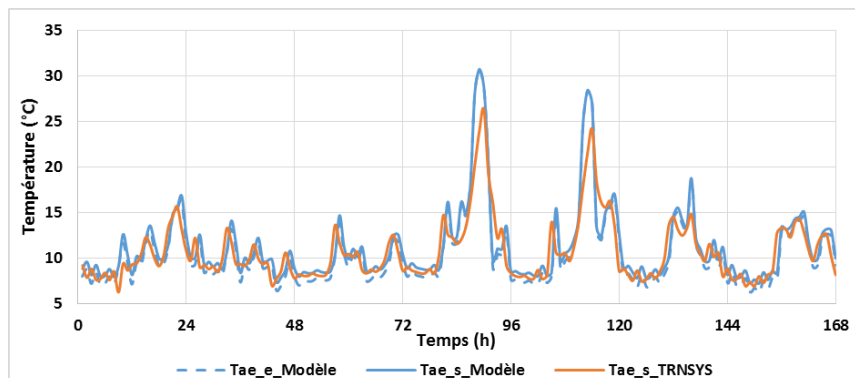 35
30
25
20
15
10
5
Température (°C)
0 24 48 72 96 120 144 168
Temps (h)
Tae_e_Modèle Tae_s_Modèle Tae_s_TRNSYS